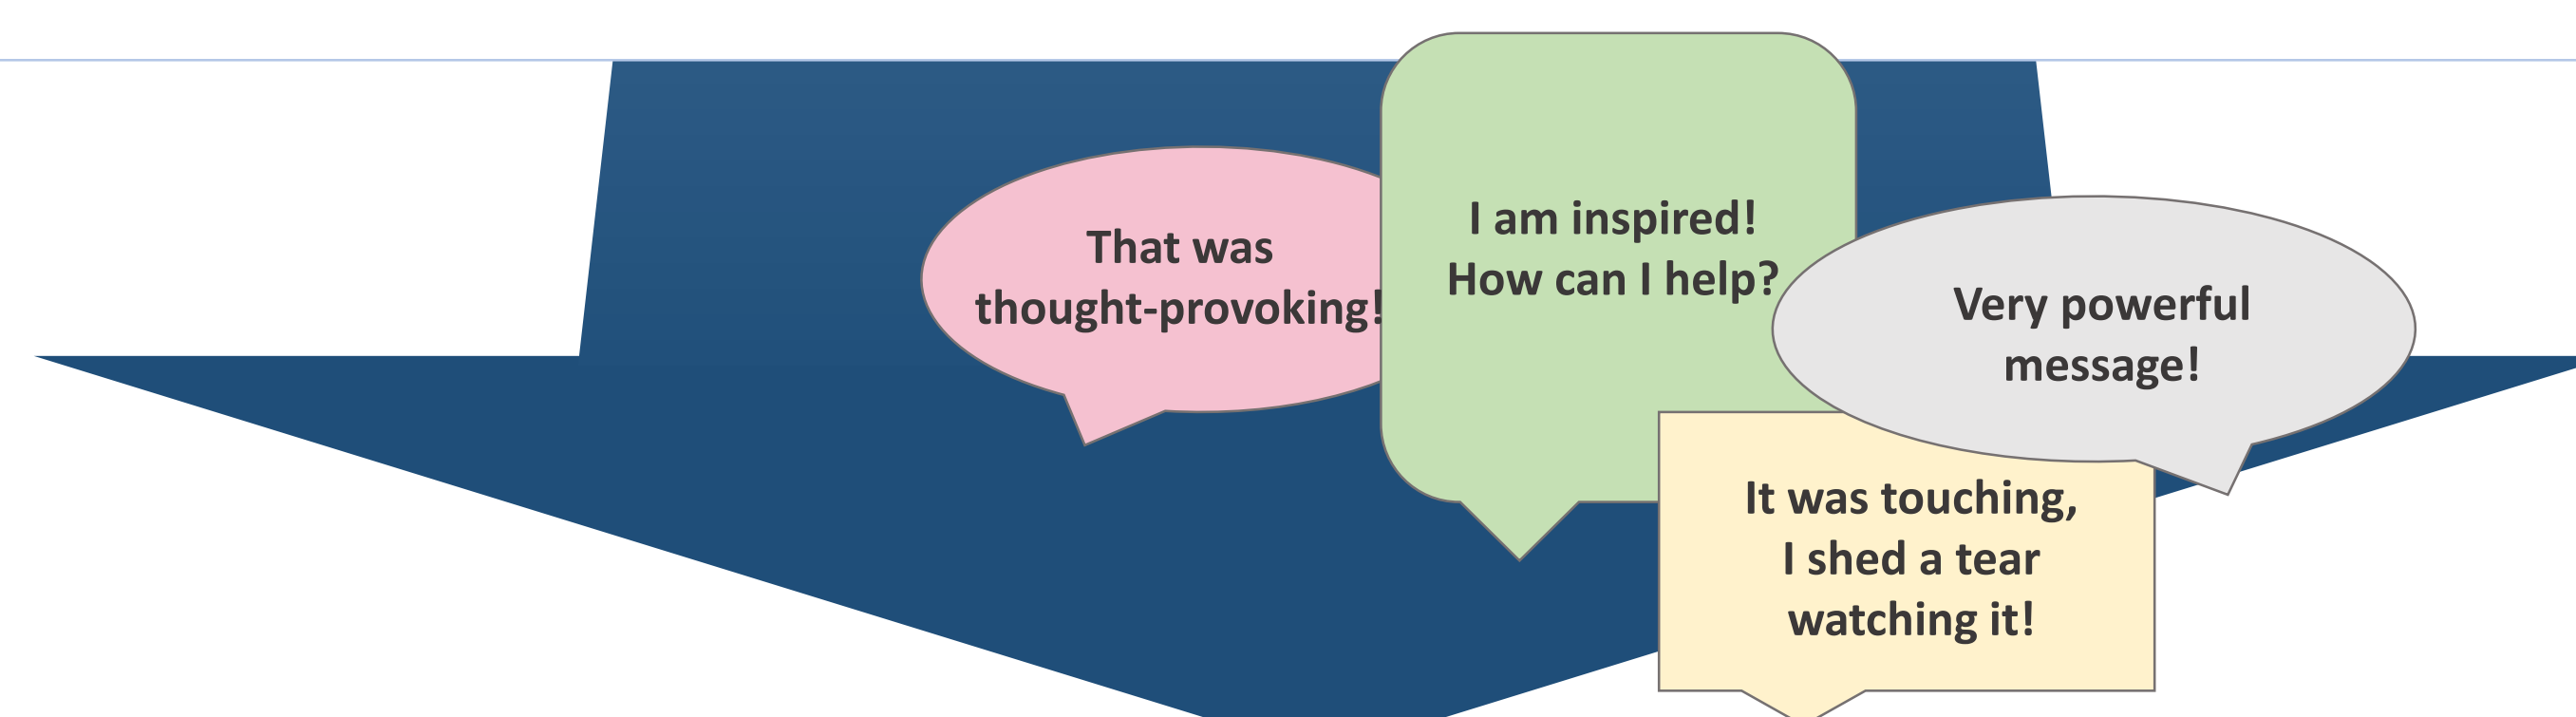 That was
thought-provoking!
I am inspired!
How can I help?
Very powerful
message!
It was touching,
I shed a tear
watching it!